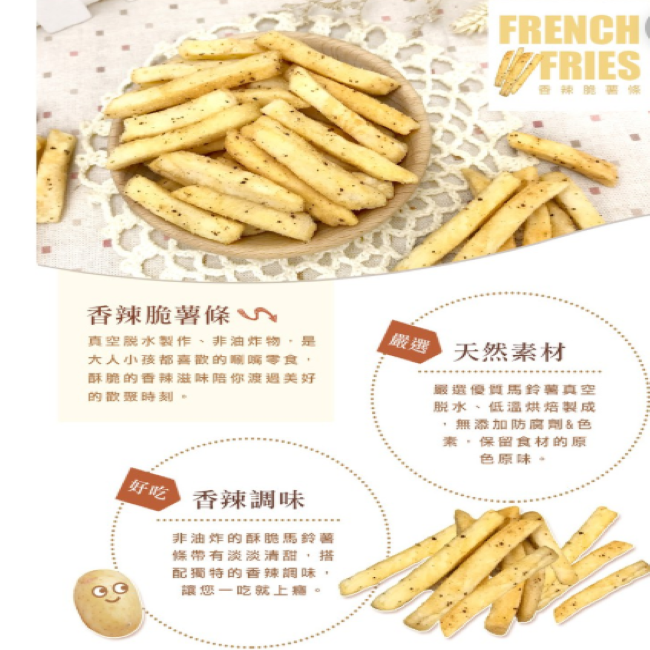 FRENCH
FRIES
香辣脆薯條
香辣脆薯條
真空脫水製作、非油炸物，是
大人小孩都喜歡的唰嘴零食，
酥脆的香辣滋味陪你渡過美好
的歡聚時刻。
嚴選
天然素材
嚴選優質馬鈴薯真空
脫水、低溫烘焙製成
，無添加防腐劑&色
素，保留食材的原
色原味。
好吃
香辣調味
非油炸的酥脆馬鈴薯
條帶有淡淡清甜，搭
配獨特的香辣調味，
讓您一吃就上癮。